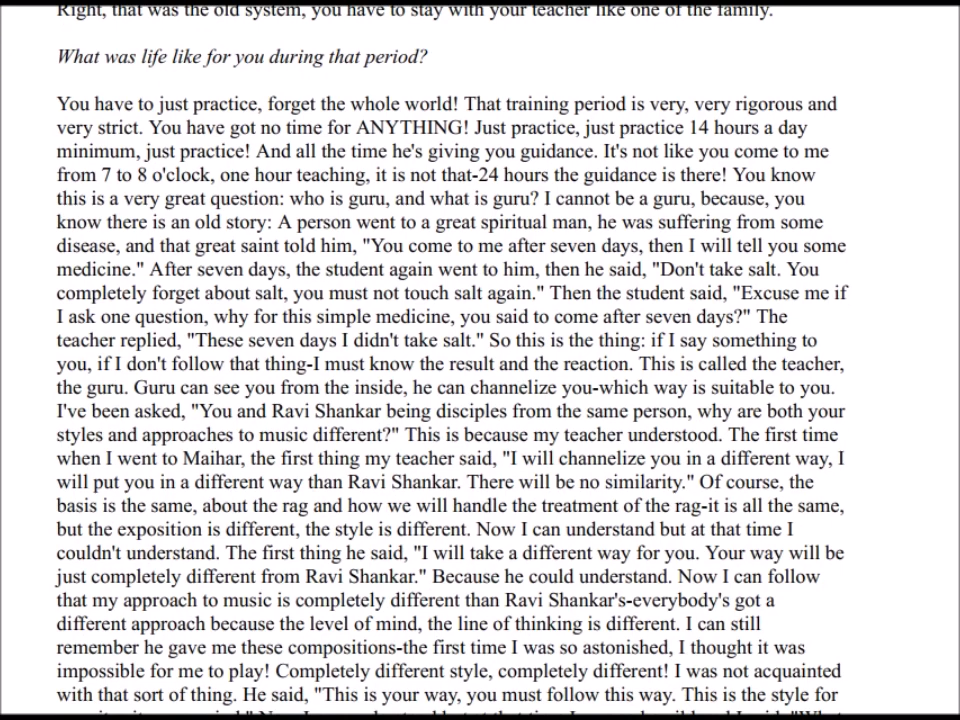 Right, that was the old system, you have to stay with your teacher like one of the family.
What was life like for you during that period?
You have to just practice, forget the whole world! That training period is very, very rigorous and
very strict. You have got no time for ANYTHING! Just practice, just practice 14 hours a day
minimum, just practice! And all the time he's giving you guidance. It's not like you come to me
from 7 to 8 o'clock, one hour teaching, it is not that-24 hours the guidance is there! You know
this is a very great question: who is guru, and what is guru? I cannot be a guru, because, you
know there is an old story: A person went to a great spiritual man, he was suffering from some
disease, and that great saint told him, "You come to me after seven days, then I will tell you some
medicine." After seven days, the student again went to him, then he said, "Don't take salt. You
completely forget about salt, you must not touch salt again." Then the student said, "Excuse me if
I ask one question, why for this simple medicine, you said to come after seven days?" The
teacher replied, "These seven days I didn't take salt." So this is the thing: if I say something to
you, if I don't follow that thing-I must know the result and the reaction. This is called the teacher,
the guru. Guru can see you from the inside, he can channelize you-which way is suitable to you.
I've been asked, "You and Ravi Shankar being disciples from the same person, why are both your
styles and approaches to music different?" This is because my teacher understood. The first time
when I went to Maihar, the first thing my teacher said, "I will channelize you in a different way, I
will put you in a different way than Ravi Shankar. There will be no similarity." Of course, the
basis is the same, about the rag and how we will handle the treatment of the rag-it is all the same,
but the exposition is different, the style is different. Now I can understand but at that time I
couldn't understand. The first thing he said, "I will take a different way for you. Your way will be
just completely different from Ravi Shankar." Because he could understand. Now I can follow
that my approach to music is completely different than Ravi Shankar's-everybody's got a
different approach because the level of mind, the line of thinking is different. I can still
remember he gave me these compositions-the first time I was so astonished, I thought it was
impossible for me to play! Completely different style, completely different! I was not acquainted
with that sort of thing. He said, "This is your way, you must follow this way. This is the style for